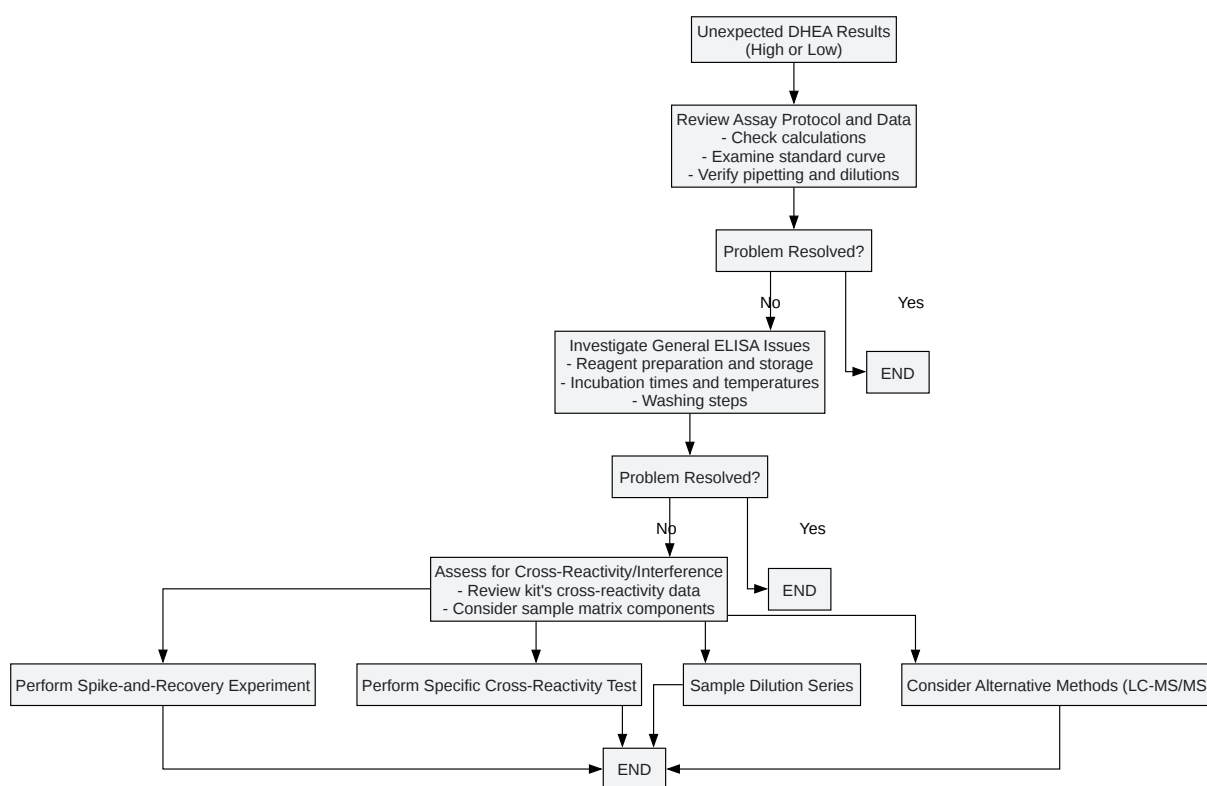 Unexpected DHEA Results
(High or Low)
Review Assay Protocol and Data
- Check calculations
- Examine standard curve
- Verify pipetting and dilutions
Problem Resolved?
No
Yes
Investigate General ELISA Issues
- Reagent preparation and storage
- Incubation times and temperatures
- Washing steps
END
Problem Resolved?
No
Yes
Assess for Cross-Reactivity/Interference
- Review kit's cross-reactivity data
- Consider sample matrix components
END
Perform Spike-and-Recovery Experiment
Perform Specific Cross-Reactivity Test
Sample Dilution Series
Consider Alternative Methods (LC-MS/MS
END